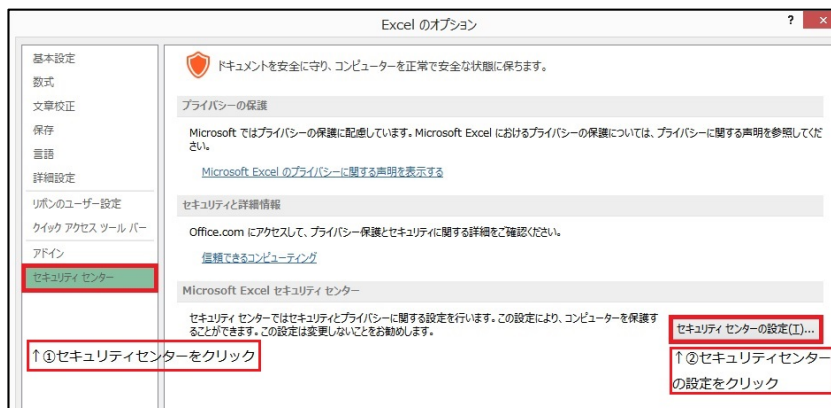 Excel のオプション
?
×
基本設定
数式
文章校正
保存
言語
詳細設定
リボンのユーザー設定
クイック アクセス ツール バー
アドイン
セキュリティ センター
↑①セキュリティセンターをクリック
ドキュメントを安全に守り、コンピューターを正常で安全な状態に保ちます。
プライバシーの保護
Microsoft ではプライバシーの保護に配慮しています。Microsoft Excel におけるプライバシーの保護については、プライバシーに関する声明を参照してくだ
さい。
Microsoft Excel のプライバシーに関する声明を表示する
セキュリティと詳細情報
Office.com にアクセスして、プライバシー保護とセキュリティに関する詳細をご確認ください。
信頼できるコンピューティング
Microsoft Excel セキュリティ センター
セキュリティ センターではセキュリティとプライバシーに関する設定を行います。この設定により、コンピューターを保護す
ることができます。この設定は変更しないことをお勧めします。
セキュリティ センターの設定(T)...
↑②セキュリティセンター
の設定をクリック